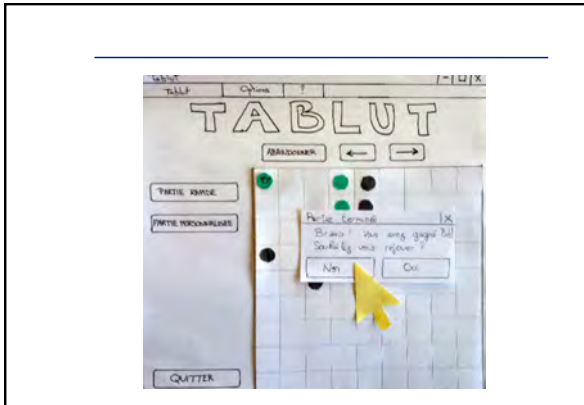 Tablut
Tablut Options ?
TABLUT
ABANDONNER ← →
PARTIE RAPIDE
PARTIE PERSONNALISÉE
Partie terminée X
Bravo ! Vous avez gagné
Souhaitez vous rejouer ?
Non Oui
QUITTER